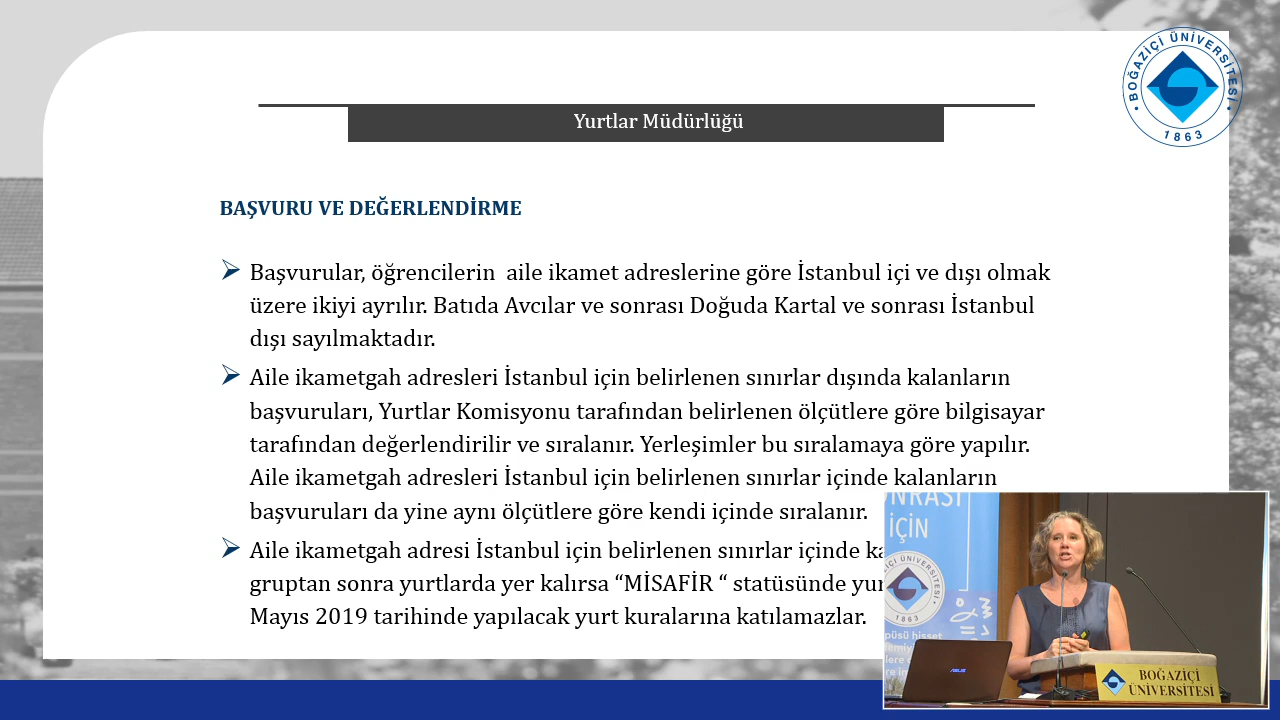 BOĞAZİÇİ ÜNİVERSİTESİ
1863
Yurtlar Müdürlüğü
BAŞVURU VE DEĞERLENDİRME
Başvurular, öğrencilerin aile ikamet adreslerine göre İstanbul içi ve dışı olmak
üzere ikiyi ayrılır. Batıda Avcılar ve sonrası Doğuda Kartal ve sonrası İstanbul
dışı sayılmaktadır.
Aile ikametgah adresleri İstanbul için belirlenen sınırlar dışında kalanların
başvuruları, Yurtlar Komisyonu tarafından belirlenen ölçütlere göre bilgisayar
tarafından değerlendirilir ve sıralanır. Yerleşimler bu sıralamaya göre yapılır.
Aile ikametgah adresleri İstanbul için belirlenen sınırlar içinde kalanların
başvuruları da yine aynı ölçütlere göre kendi içinde sıralanır.
Aile ikametgah adresi İstanbul için belirlenen sınırlar içinde
gruptan sonra yurtlarda yer kalırsa “MİSAFİR “ statüsünde
Mayıs 2019 tarihinde yapılacak yurt kuralarına katılamazlar.
İÇİN
1863
hisset
ASUS
BOĞAZİÇİ
ÜNİVERSİTESİ